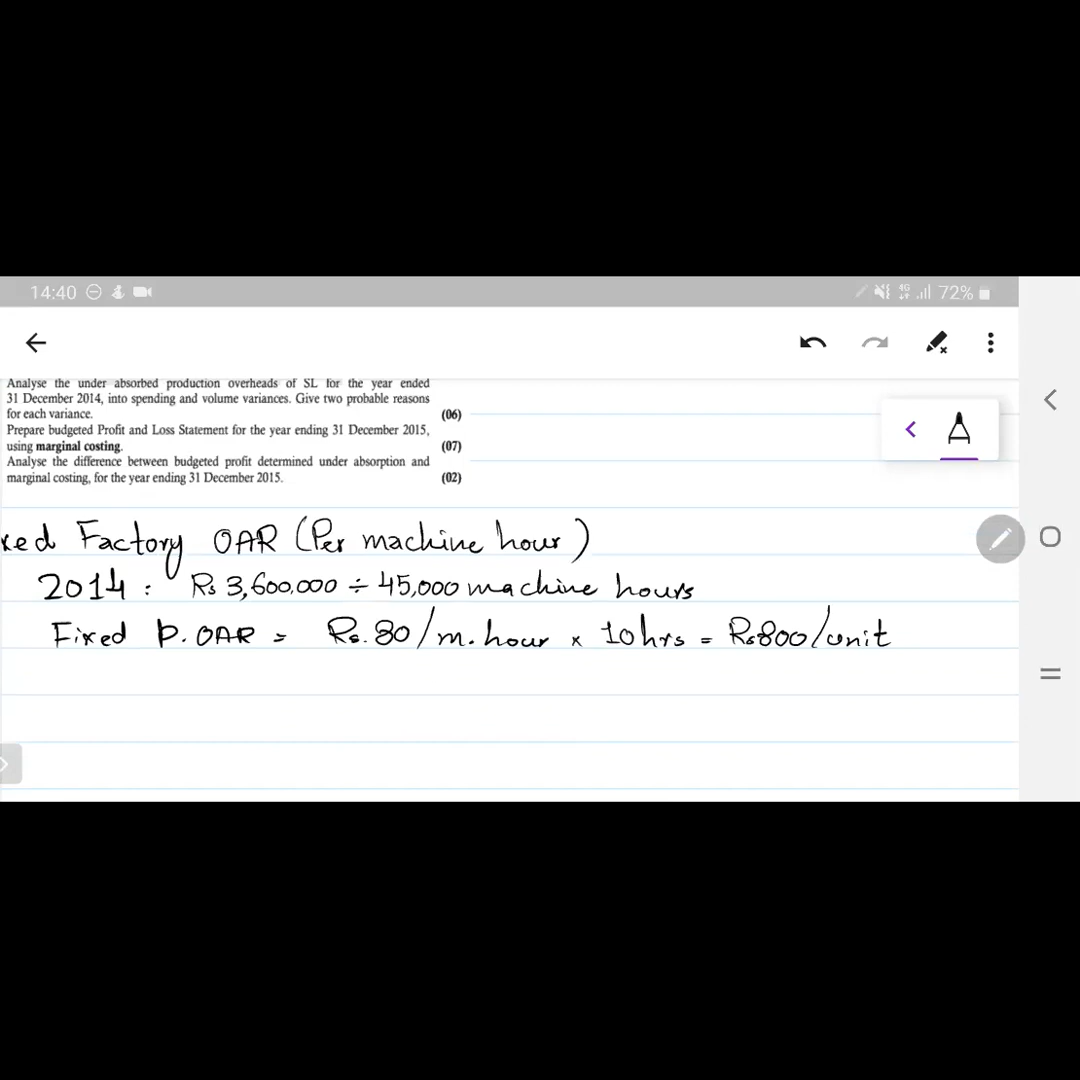 14:40 4G 72%
Analyse the under absorbed production overheads of SL for the year ended
31 December 2014, into spending and volume variances. Give two probable reasons
for each variance. (06)
Prepare budgeted Profit and Loss Statement for the year ending 31 December 2015,
using marginal costing. (07)
Analyse the difference between budgeted profit determined under absorption and
marginal costing, for the year ending 31 December 2015. (02)
xed Factory OAR (Per machine hour)
2014 : Rs 3,600,000 ÷ 45,000 machine hours
Fixed P.OAR = Rs.80/m.hour x 10hrs = Rs800/unit